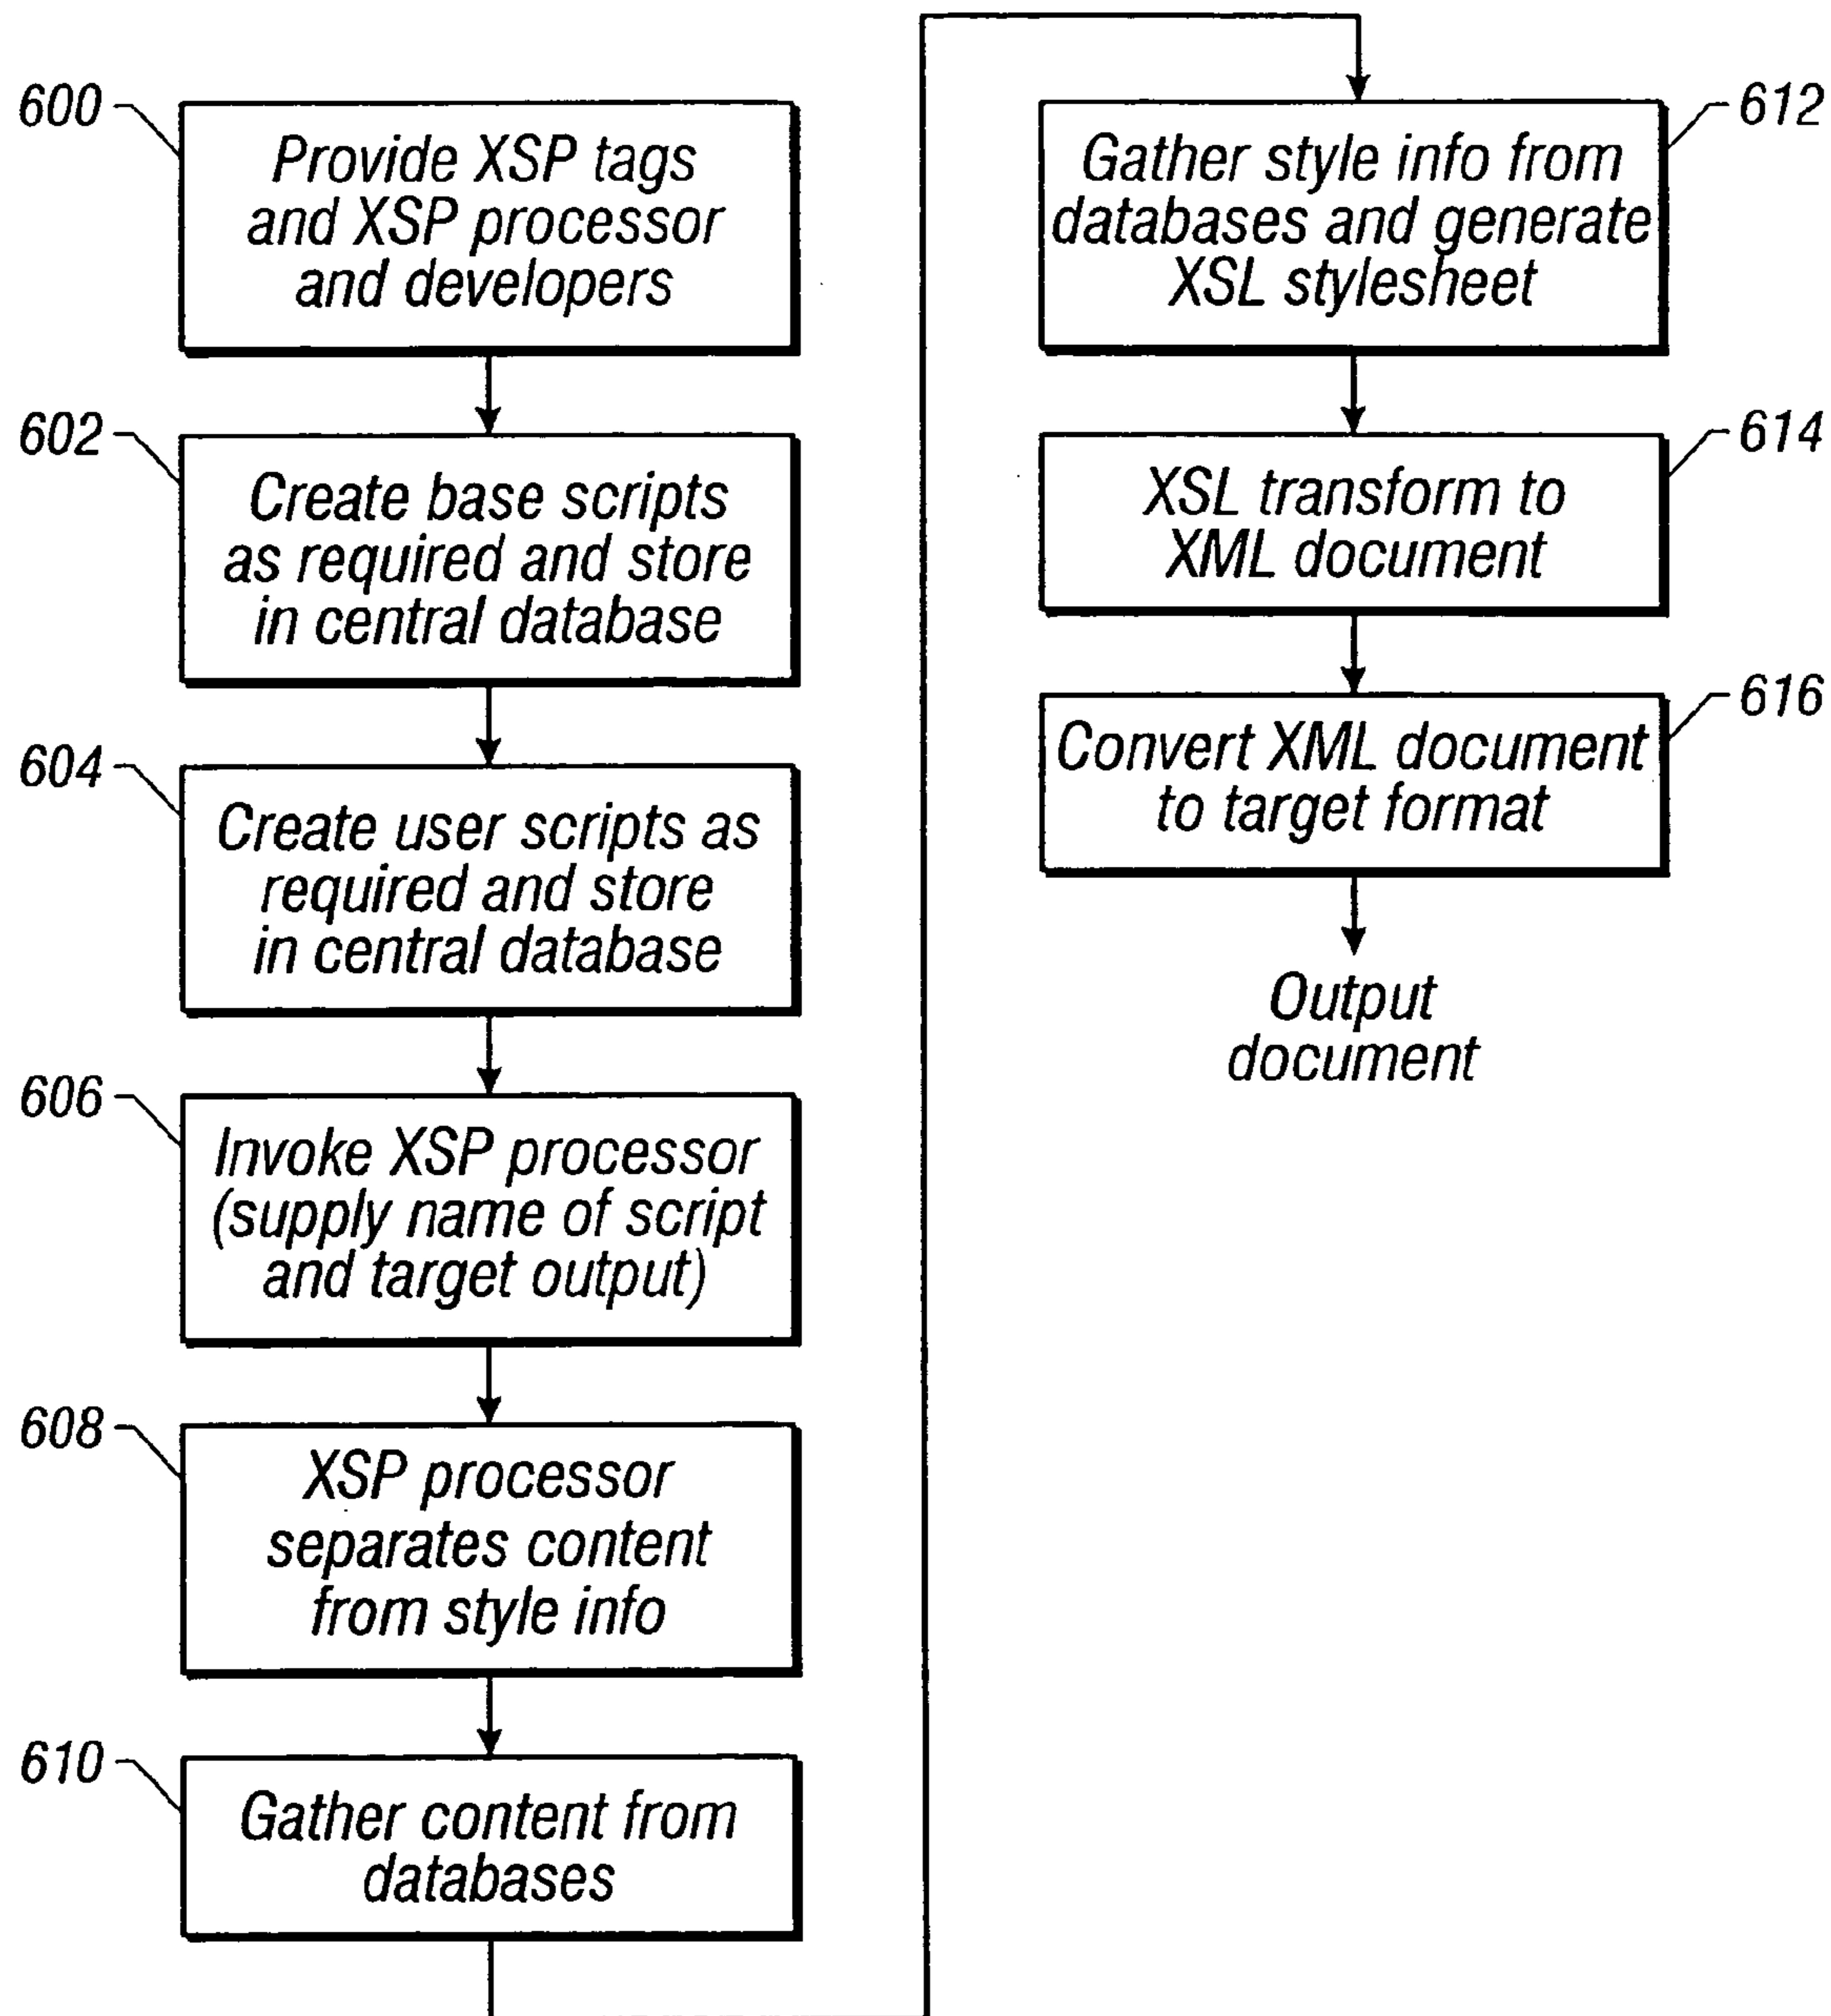 600
Provide XSP tags
and XSP processor
and developers
602
Create base scripts
as required and store
in central database
604
Create user scripts as
required and store
in central database
606
Invoke XSP processor
(supply name of script
and target output)
608
XSP processor
separates content
from style info
610
Gather content from
databases
612
Gather style info from
databases and generate
XSL stylesheet
614
XSL transform to
XML document
616
Convert XML document
to target format
Output
document